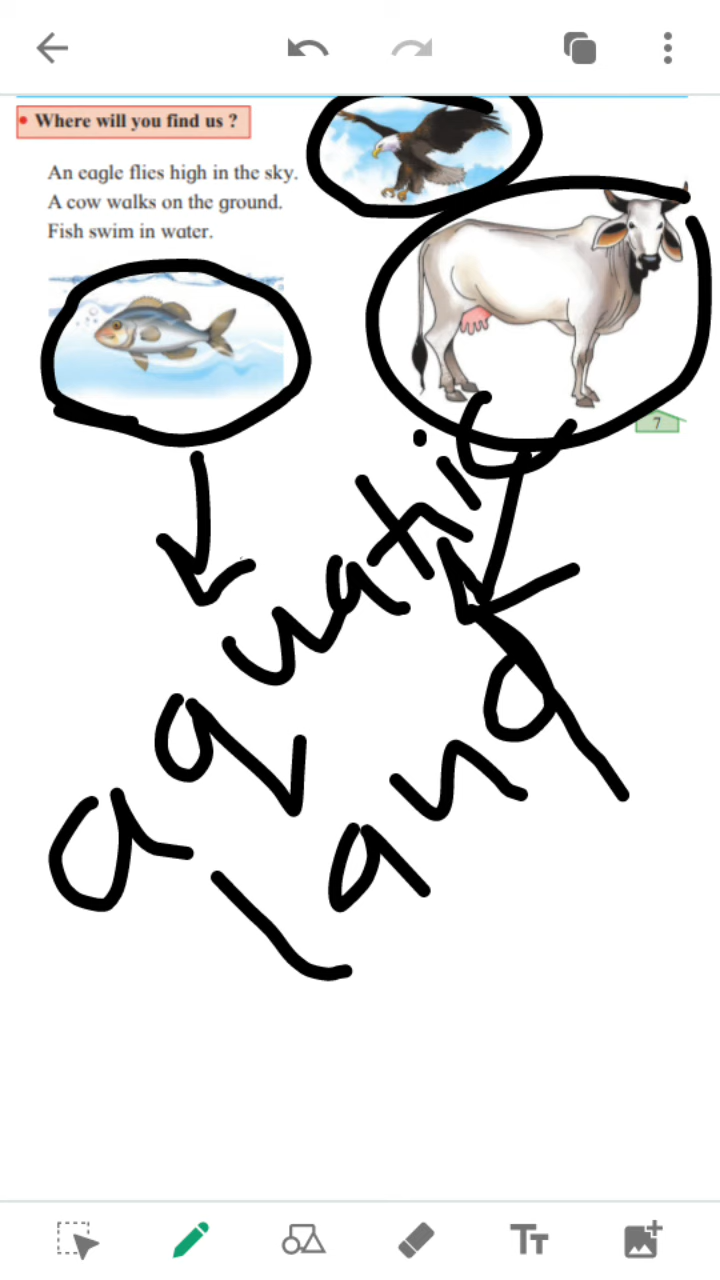 Where will you find us ?
An eagle flies high in the sky.
A cow walks on the ground.
Fish swim in water.
7
aquatic
land
Tt